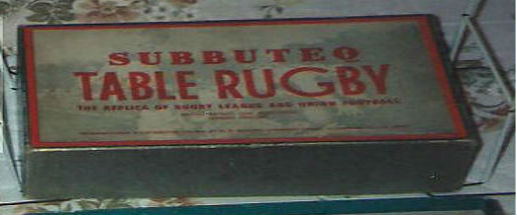 SUBBUTEO
TABLE RUGBY
THE REPLICA OF RUGBY LEAGUE AND UNION FOOTBALL